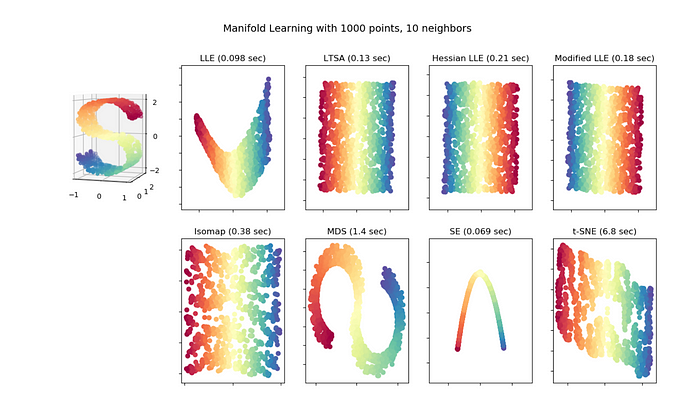 Manifold Learning with 1000 points, 10 neighbors
LLE (0.098 sec)
LTSA (0.13 sec)
Hessian LLE (0.21 sec)
Modified LLE (0.18 sec)
2
0
−2
−1
0
1
0
1
2
Isomap (0.38 sec)
MDS (1.4 sec)
SE (0.069 sec)
t-SNE (6.8 sec)